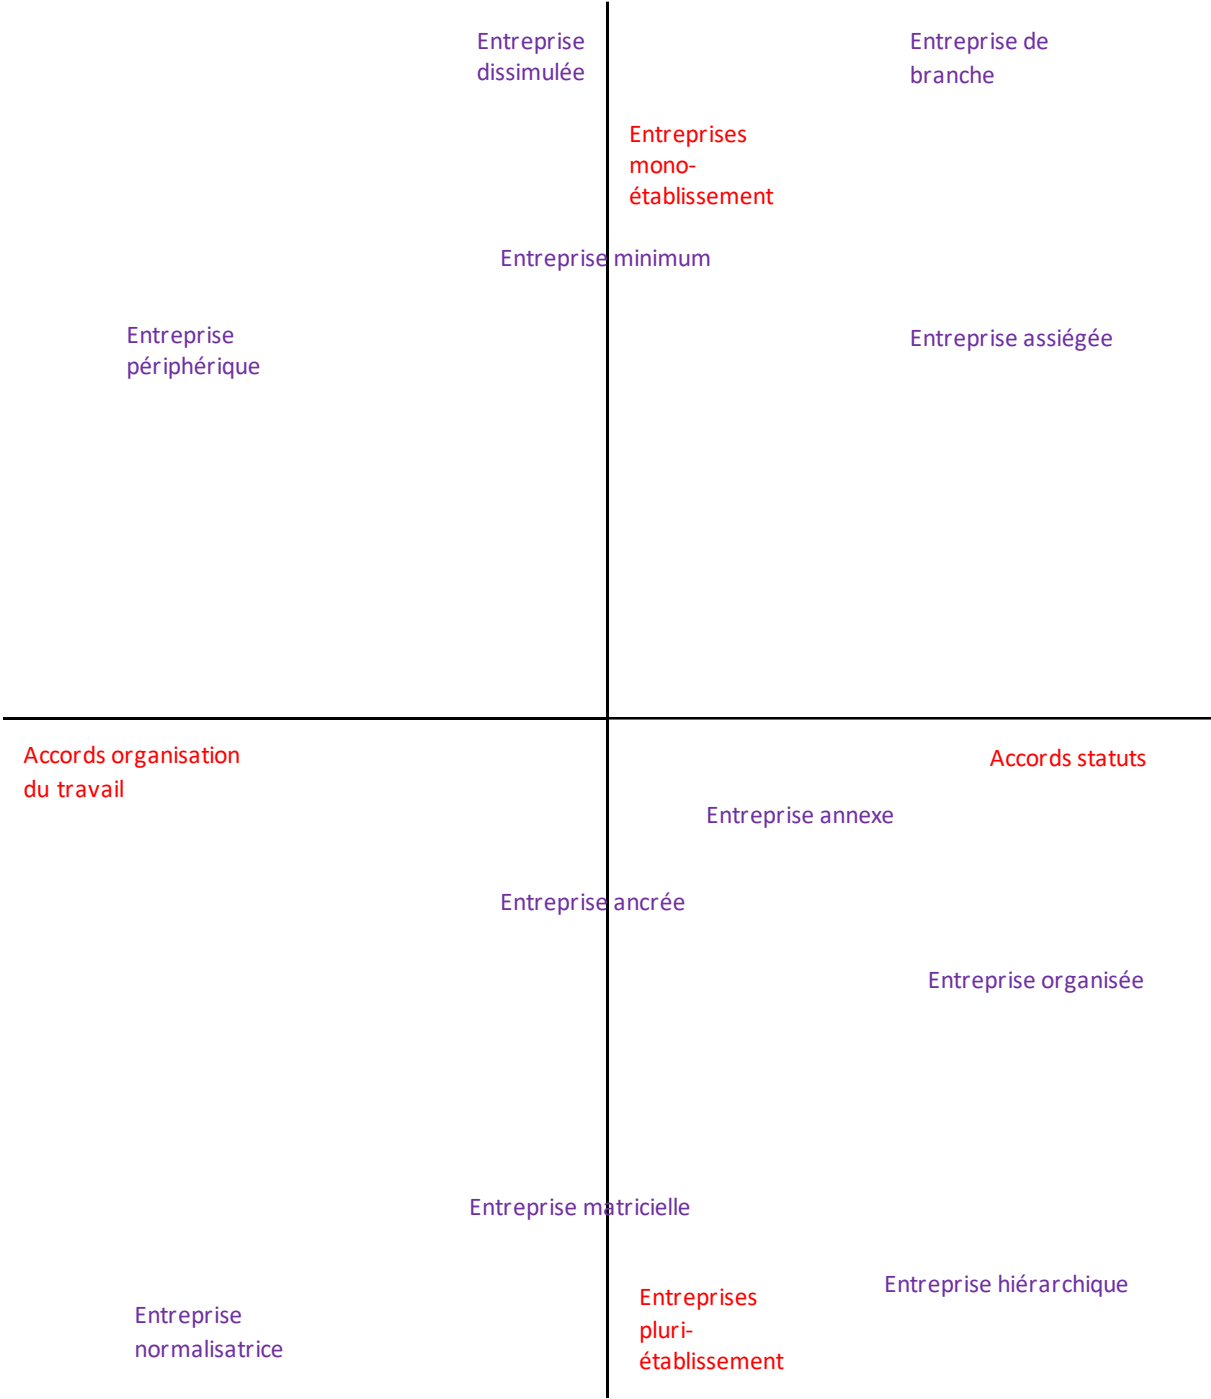 Entreprise
dissimulée
Entreprise de
branche
Entreprises
mono-
établissement
Entreprise minimum
Entreprise
périphérique
Entreprise assiégée
Accords organisation
du travail
Accords statuts
Entreprise annexe
Entreprise ancrée
Entreprise organisée
Entreprise matricielle
Entreprise hiérarchique
Entreprises
pluri-
établissement
Entreprise
normalisatrice